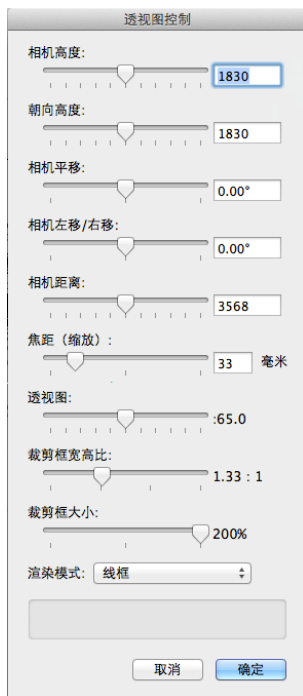 透视图控制
相机高度:
1830
朝向高度:
1830
相机平移:
0.00°
相机左移/右移:
0.00°
相机距离:
3568
焦距（缩放）:
33 毫米
透视图:
:65.0
裁剪框宽高比:
1.33 : 1
裁剪框大小:
200%
渲染模式: 线框
取消 确定